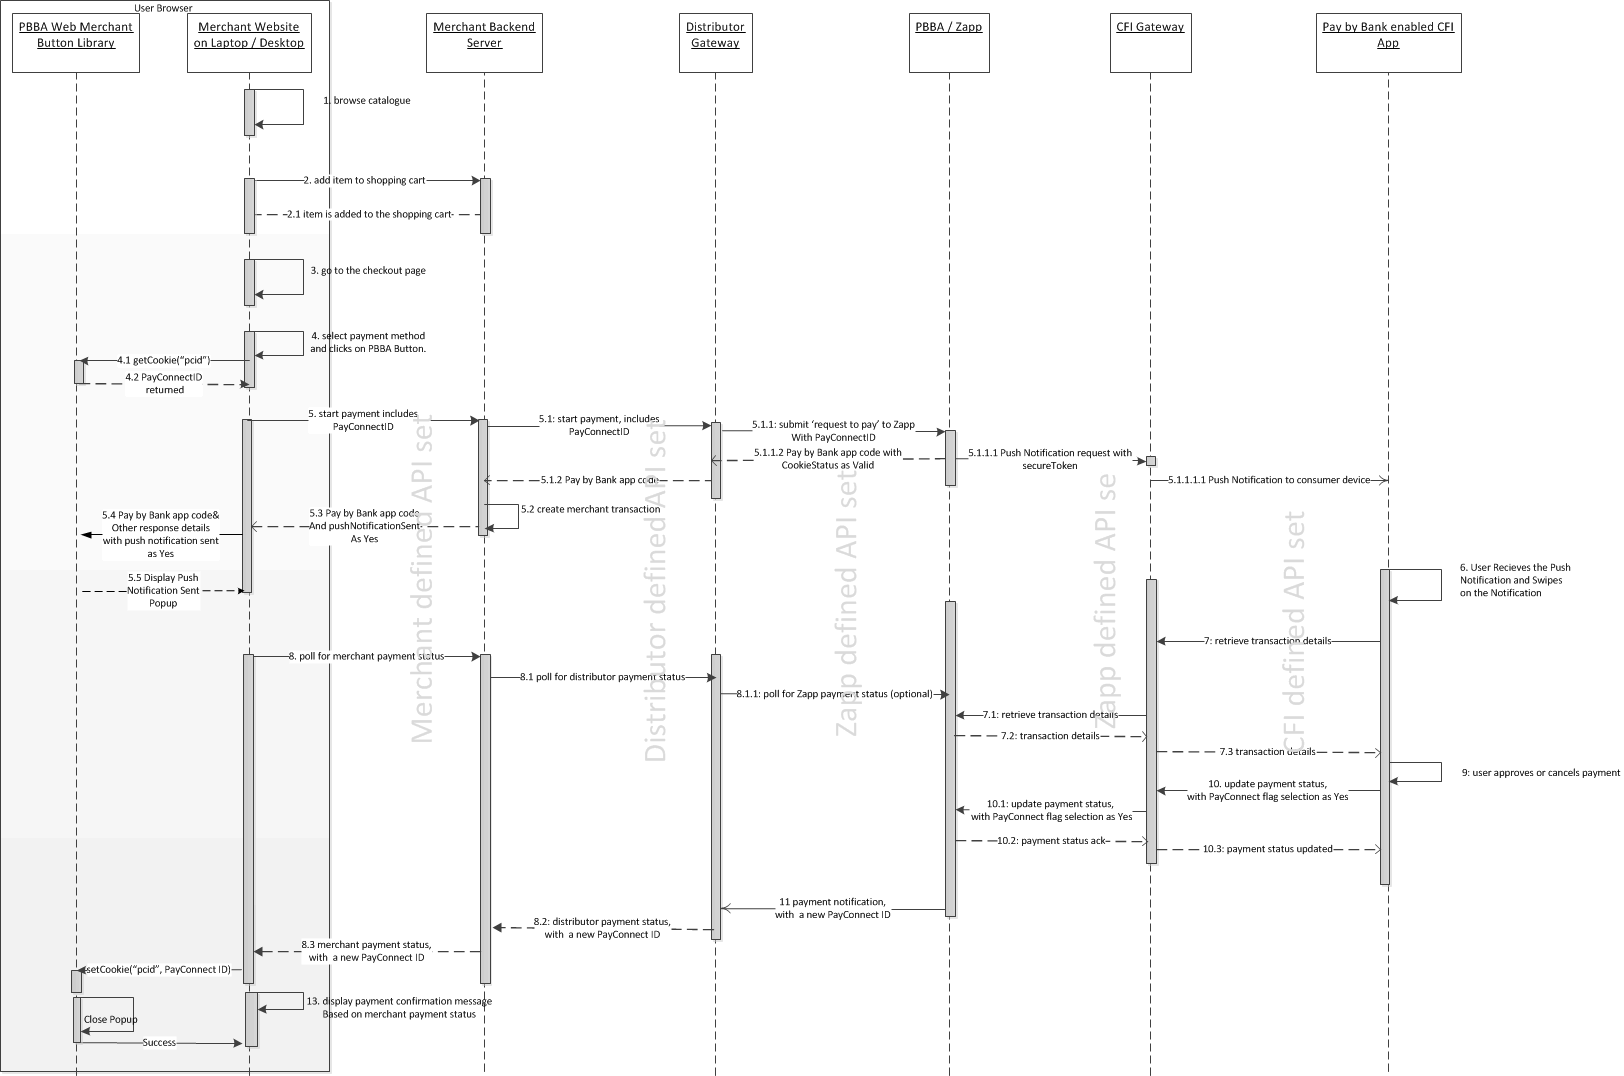 User Browser
PBBA Web Merchant
Button Library
Merchant Website
on Laptop / Desktop
Merchant Backend
Server
Distributor
Gateway
PBBA / Zapp
CFI Gateway
Pay by Bank enabled CFI
App
1. browse catalogue
2. add item to shopping cart
2.1 item is added to the shopping cart
3. go to the checkout page
4. select payment method
and clicks on PBBA Button.
4.1 getCookie("pcid")
4.2 PayConnectID
returned
5. start payment includes
PayConnectID
5.1: start payment, includes
PayConnectID
5.1.1: submit 'request to pay' to Zapp
With PayConnectID
5.1.1.2 Pay by Bank app code with
CookieStatus as Valid
5.1.1.1 Push Notification request with
secureToken
5.1.2 Pay by Bank app code
5.1.1.1.1 Push Notification to consumer device
5.2 create merchant transaction
5.3 Pay by Bank app code
And pushNotificationSent
As Yes
5.4 Pay by Bank app code&
Other response details
with push notification sent
as Yes
5.5 Display Push
Notification Sent
Popup
Merchant defined API set
Distributor defined API set
Zapp defined API set
Zapp defined API se
CFI defined API set
6. User Recieves the Push
Notification and Swipes
on the Notification
7: retrieve transaction details
8. poll for merchant payment status
8.1 poll for distributor payment status
8.1.1: poll for Zapp payment status (optional)
7.1: retrieve transaction details
7.2: transaction details
7.3 transaction details
9: user approves or cancels payment
10. update payment status,
with PayConnect flag selection as Yes
10.1: update payment status,
with PayConnect flag selection as Yes
10.2: payment status ack
10.3: payment status updated
11 payment notification,
with a new PayConnect ID
8.2: distributor payment status,
with a new PayConnect ID
8.3 merchant payment status,
with a new PayConnect ID
setCookie("pcid", PayConnect ID)
13. display payment confirmation message
Based on merchant payment status
Close Popup
Success